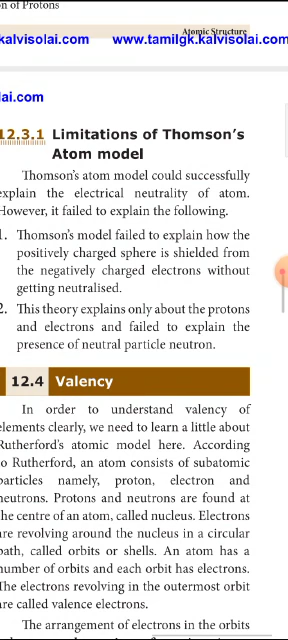 on of Protons
Atomic Structure
kalvisolai.com www.tamilgk.kalvisolai.com
lai.com
12.3.1 Limitations of Thomson's
Atom model
Thomson's atom model could successfully
explain the electrical neutrality of atom.
However, it failed to explain the following.
1. Thomson's model failed to explain how the
positively charged sphere is shielded from
the negatively charged electrons without
getting neutralised.
2. This theory explains only about the protons
and electrons and failed to explain the
presence of neutral particle neutron.
12.4 Valency
In order to understand valency of
elements clearly, we need to learn a little about
Rutherford's atomic model here. According
to Rutherford, an atom consists of subatomic
particles namely, proton, electron and
neutrons. Protons and neutrons are found at
the centre of an atom, called nucleus. Electrons
are revolving around the nucleus in a circular
path, called orbits or shells. An atom has a
number of orbits and each orbit has electrons.
The electrons revolving in the outermost orbit
are called valence electrons.
The arrangement of electrons in the orbits